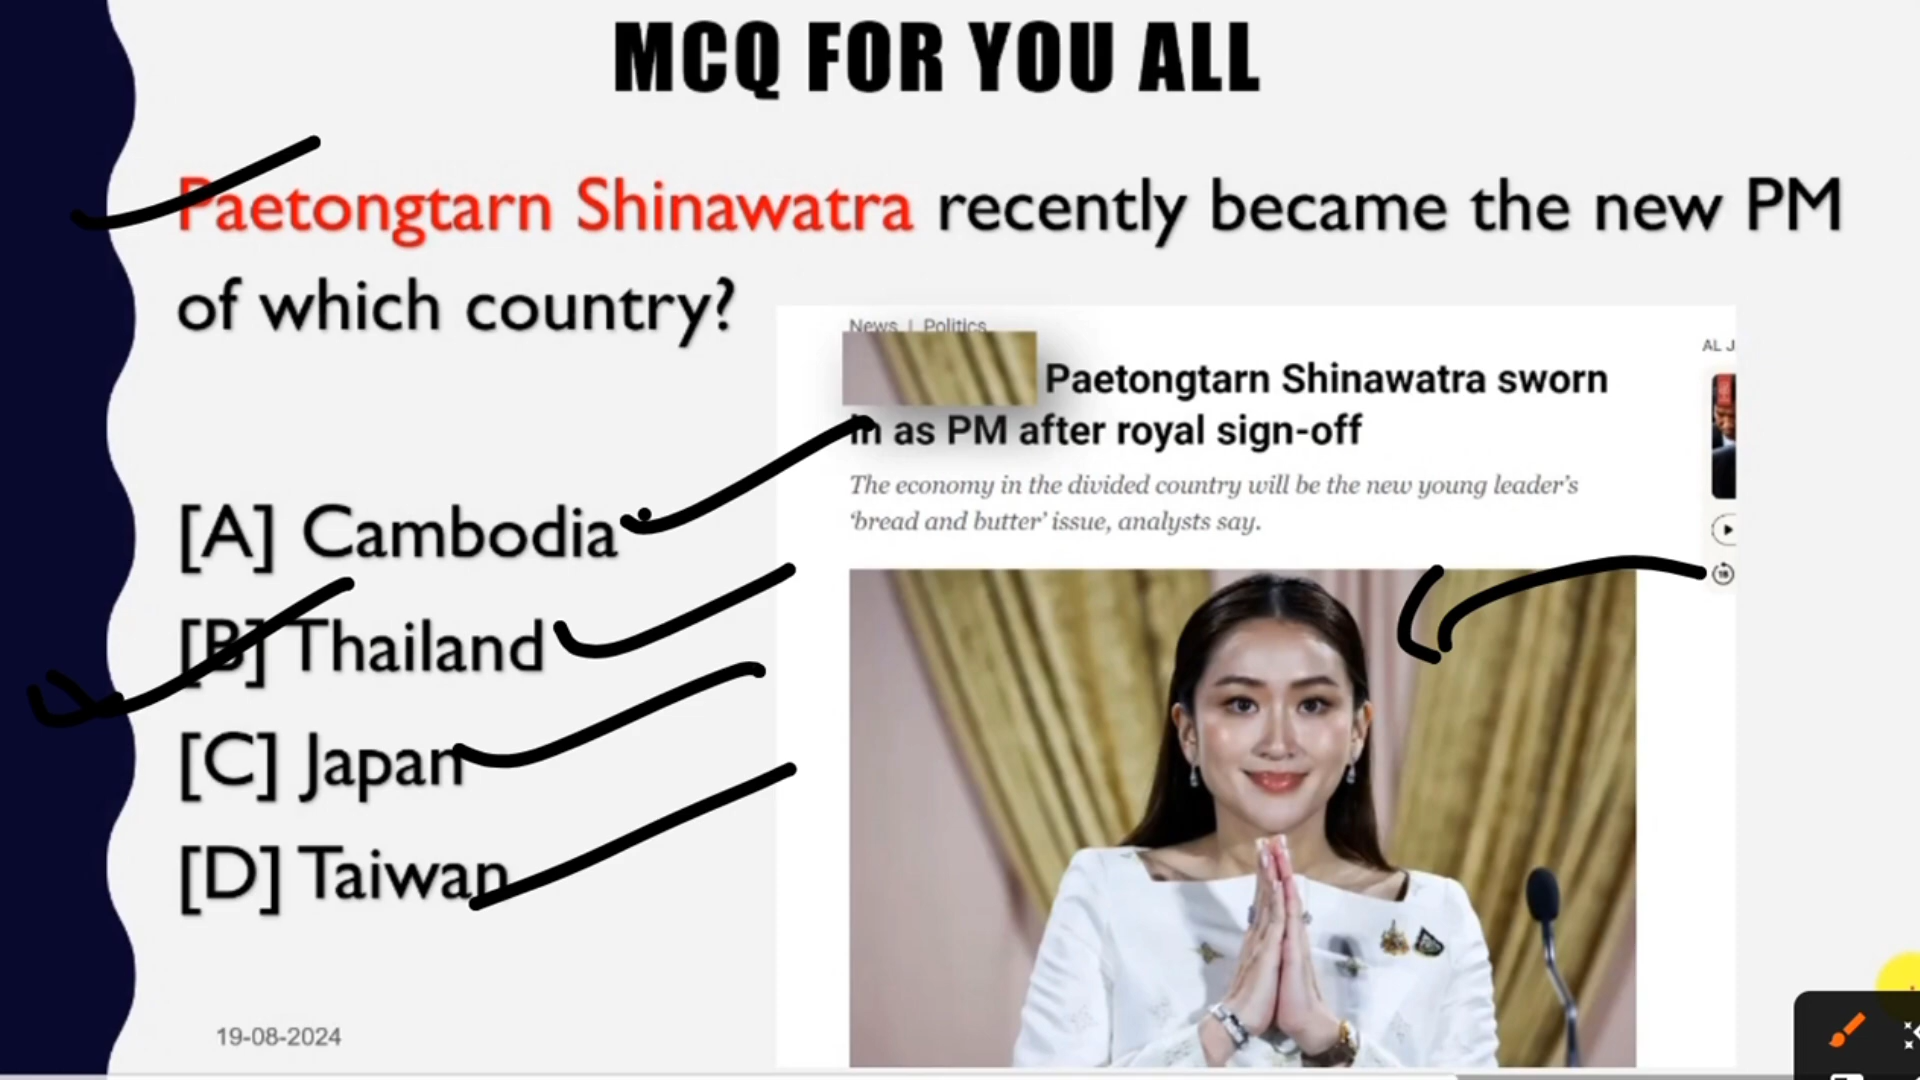 MCQ FOR YOU ALL
Paetongtarn Shinawatra recently became the new PM
of which country?
News | Politics
Paetongtarn Shinawatra sworn
in as PM after royal sign-off
The economy in the divided country will be the new young leader’s
‘bread and butter’ issue, analysts say.
AL J
[A] Cambodia
[B] Thailand
[C] Japan
[D] Taiwan
19-08-2024